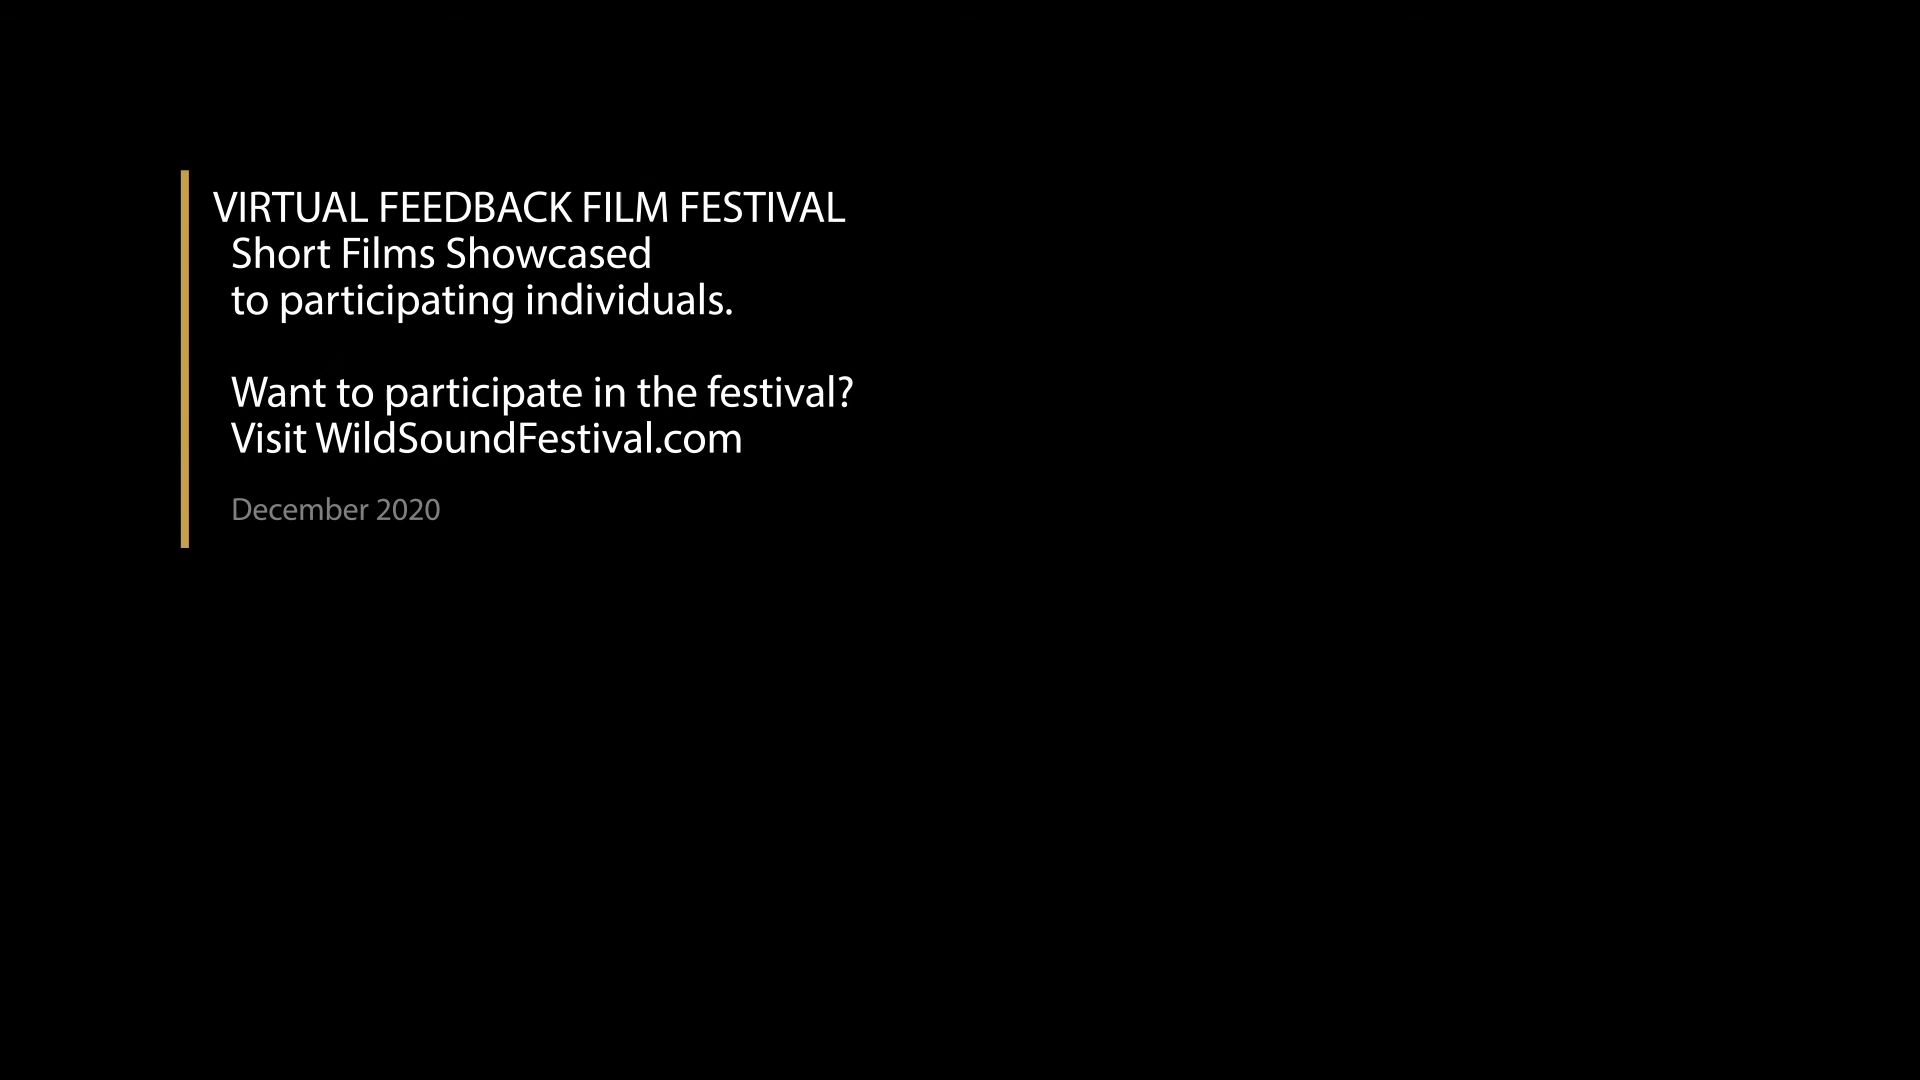 VIRTUAL FEEDBACK FILM FESTIVAL
Short Films Showcased
to participating individuals.
Want to participate in the festival?
Visit WildSoundFestival.com
December 2020